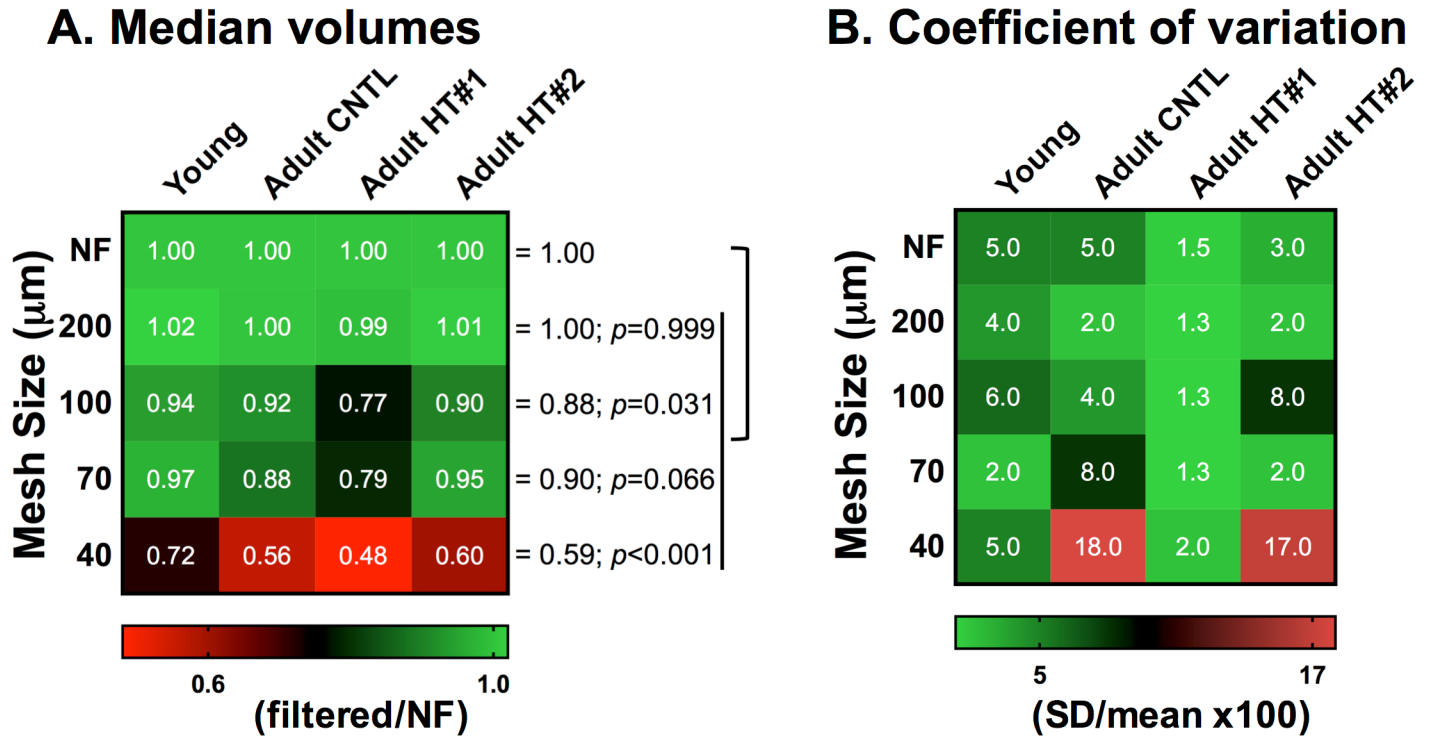 A. Median volumes
Young
Adult CNTL
Adult HT#1
Adult HT#2
Mesh Size (μm)
NF 1.00 1.00 1.00 1.00 = 1.00
200 1.02 1.00 0.99 1.01 = 1.00; p=0.999
100 0.94 0.92 0.77 0.90 = 0.88; p=0.031
70 0.97 0.88 0.79 0.95 = 0.90; p=0.066
40 0.72 0.56 0.48 0.60 = 0.59; p<0.001
0.6 1.0
(filtered/NF)
B. Coefficient of variation
Young
Adult CNTL
Adult HT#1
Adult HT#2
Mesh Size (μm)
NF 5.0 5.0 1.5 3.0
200 4.0 2.0 1.3 2.0
100 6.0 4.0 1.3 8.0
70 2.0 8.0 1.3 2.0
40 5.0 18.0 2.0 17.0
5 17
(SD/mean x100)